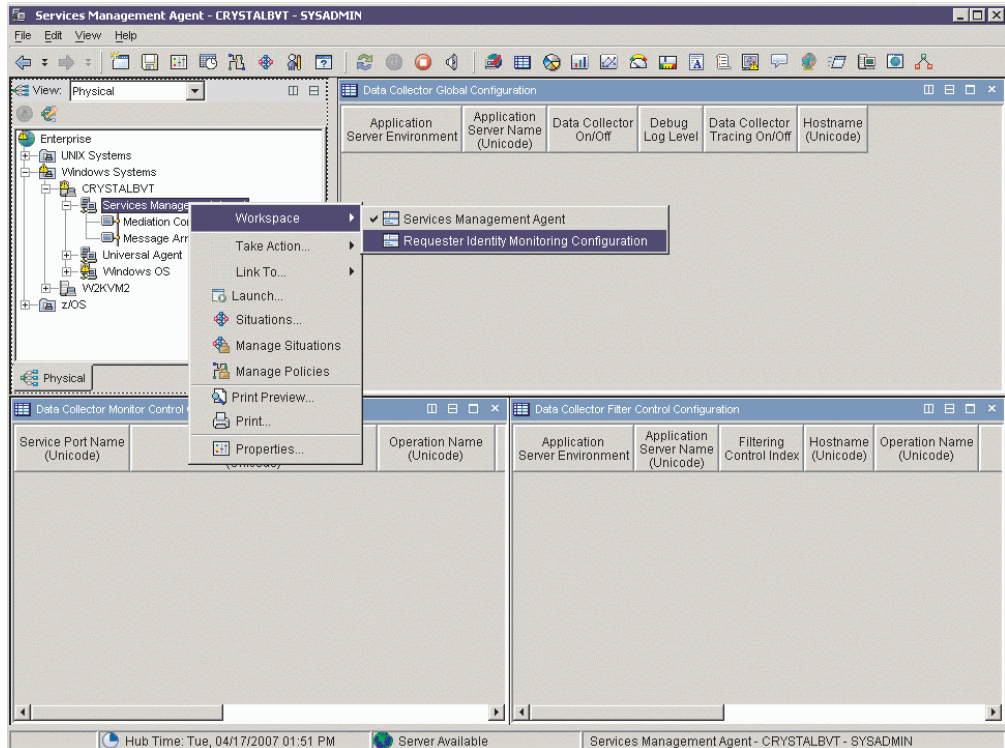 Services Management Agent - CRYSTALBVT - SYSADMIN
File Edit View Help
View: Physical
Enterprise
UNIX Systems
Windows Systems
CRYSTALBVT
Services Manag
Mediation Co
Message Arr
Universal Agent
Windows OS
W2KVM2
z/OS
Physical
Workspace
Take Action...
Link To...
Launch...
Situations...
Manage Situations
Manage Policies
Print Preview...
Print...
Properties...
Services Management Agent
Requester Identity Monitoring Configuration
Data Collector Global Configuration
Application Server Environment
Application Server Name (Unicode)
Data Collector On/Off
Debug Log Level
Data Collector Tracing On/Off
Hostname (Unicode)
Data Collector Monitor Control
Service Port Name (Unicode)
(Unicode)
Operation Name (Unicode)
Data Collector Filter Control Configuration
Application Server Environment
Application Server Name (Unicode)
Filtering Control Index
Hostname (Unicode)
Operation Name (Unicode)
Hub Time: Tue, 04/17/2007 01:51 PM
Server Available
Services Management Agent - CRYSTALBVT - SYSADMIN